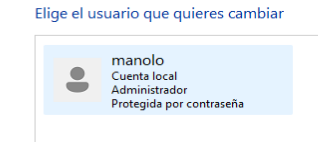 Elige el usuario que quieres cambiar
manolo
Cuenta local
Administrador
Protegida por contraseña